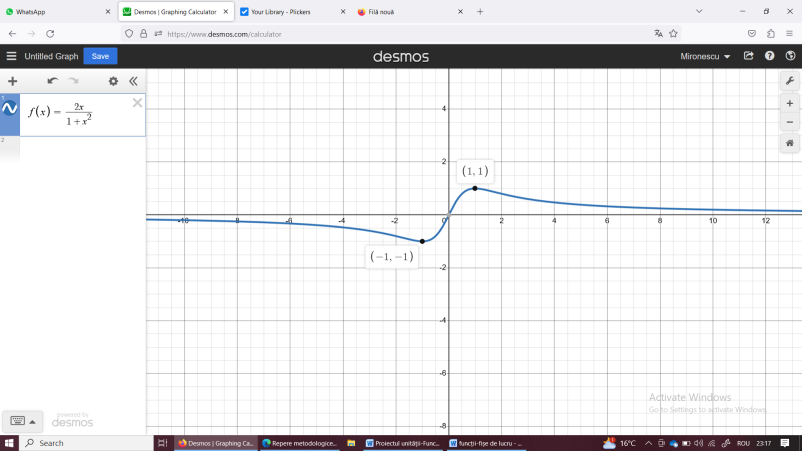 WhatsApp
Desmos | Graphing Calculator
Your Library - Plickers
Filă nouă
https://www.desmos.com/calculator
Untitled Graph
Save
desmos
Mironescu
1
f(x) = 2x / 1 + x²
2
(1, 1)
(−1, −1)
4
2
-10 -8 -6 -4 -2 0 2 4 6 8 10 12
-2
-4
-6
-8
powered by
desmos
Activate Windows
Go to Settings to activate Windows.
Search
Desmos | Graphing Ca...
Repere metodologice...
Proiectul unității-Func...
funcții-fișe de lucru - ...
16°C
ROU
23:17